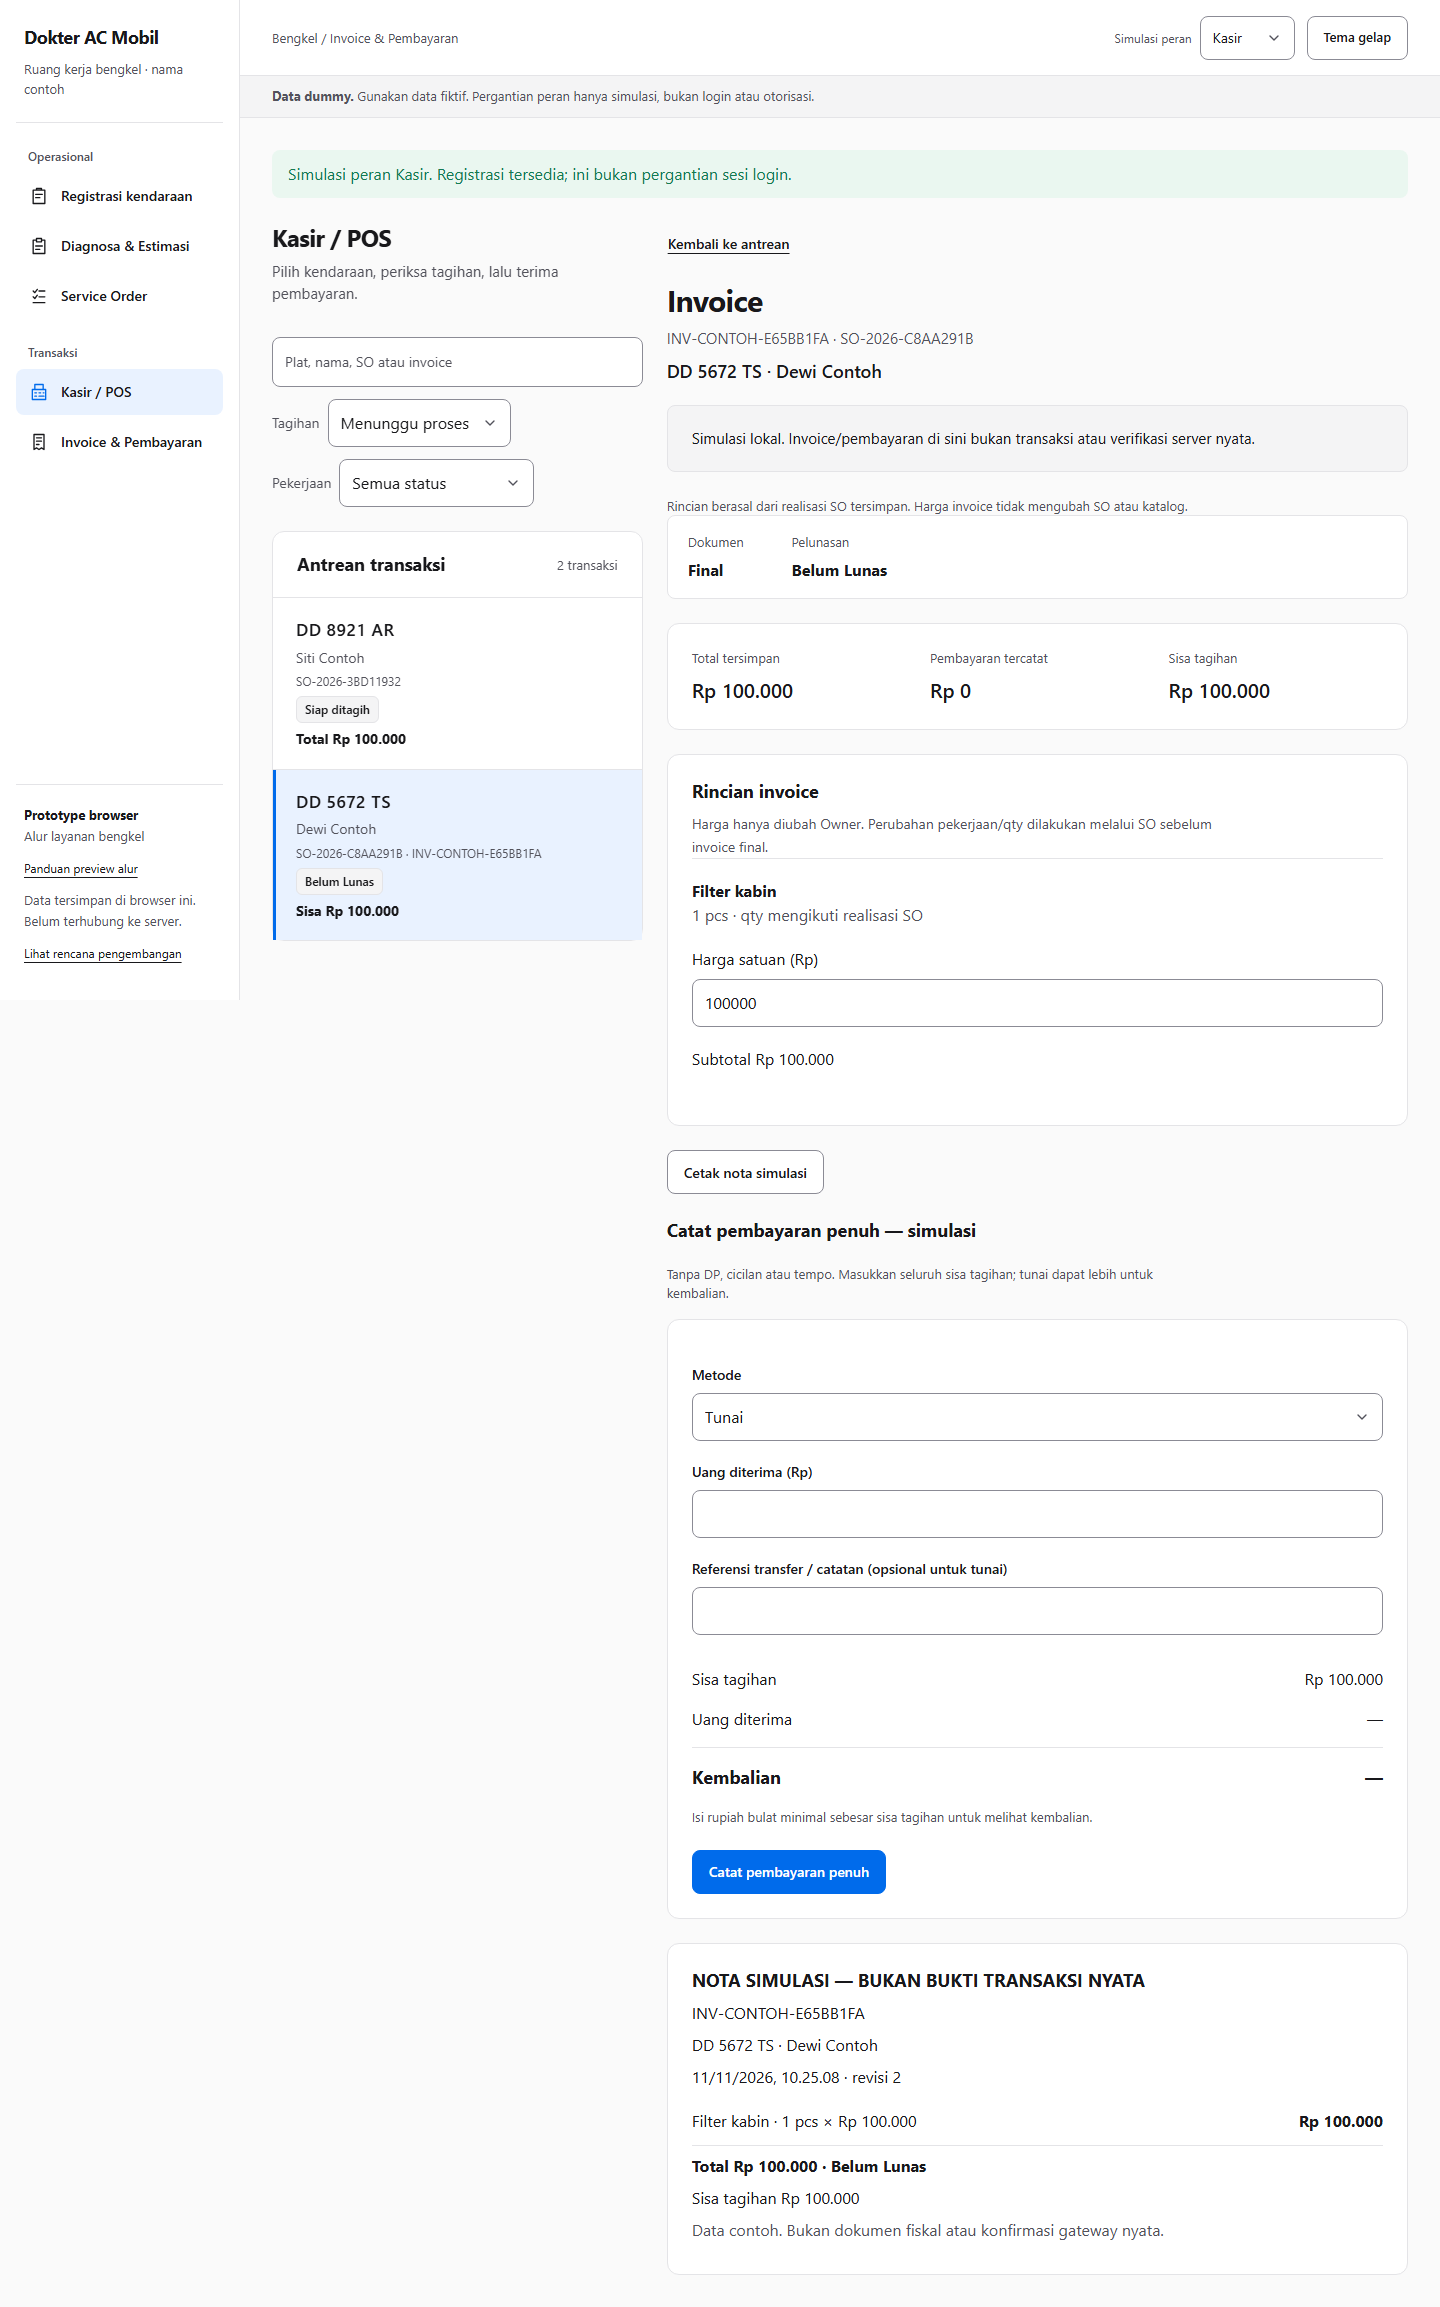 Dokter AC Mobil
Ruang kerja bengkel · nama
contoh
Operasional
Registrasi kendaraan
Diagnosa & Estimasi
Service Order
Transaksi
Kasir / POS
Invoice & Pembayaran
Prototype browser
Alur layanan bengkel
Panduan preview alur
Data tersimpan di browser ini.
Belum terhubung ke server.
Lihat rencana pengembangan
Bengkel / Invoice & Pembayaran
Simulasi peran
Kasir
Tema gelap
Data dummy. Gunakan data fiktif. Pergantian peran hanya simulasi, bukan login atau otorisasi.
Simulasi peran Kasir. Registrasi tersedia; ini bukan pergantian sesi login.
Kasir / POS
Pilih kendaraan, periksa tagihan, lalu terima
pembayaran.
Plat, nama, SO atau invoice
Tagihan
Menunggu proses
Pekerjaan
Semua status
Antrean transaksi
2 transaksi
DD 8921 AR
Siti Contoh
SO-2026-3BD11932
Siap ditagih
Total Rp 100.000
DD 5672 TS
Dewi Contoh
SO-2026-C8AA291B · INV-CONTOH-E65BB1FA
Belum Lunas
Sisa Rp 100.000
Kembali ke antrean
Invoice
INV-CONTOH-E65BB1FA · SO-2026-C8AA291B
DD 5672 TS · Dewi Contoh
Simulasi lokal. Invoice/pembayaran di sini bukan transaksi atau verifikasi server nyata.
Rincian berasal dari realisasi SO tersimpan. Harga invoice tidak mengubah SO atau katalog.
Dokumen
Final
Pelunasan
Belum Lunas
Total tersimpan
Rp 100.000
Pembayaran tercatat
Rp 0
Sisa tagihan
Rp 100.000
Rincian invoice
Harga hanya diubah Owner. Perubahan pekerjaan/qty dilakukan melalui SO sebelum
invoice final.
Filter kabin
1 pcs · qty mengikuti realisasi SO
Harga satuan (Rp)
100000
Subtotal Rp 100.000
Cetak nota simulasi
Catat pembayaran penuh — simulasi
Tanpa DP, cicilan atau tempo. Masukkan seluruh sisa tagihan; tunai dapat lebih untuk
kembalian.
Metode
Tunai
Uang diterima (Rp)
Referensi transfer / catatan (opsional untuk tunai)
Sisa tagihan Rp 100.000
Uang diterima —
Kembalian —
Isi rupiah bulat minimal sebesar sisa tagihan untuk melihat kembalian.
Catat pembayaran penuh
NOTA SIMULASI — BUKAN BUKTI TRANSAKSI NYATA
INV-CONTOH-E65BB1FA
DD 5672 TS · Dewi Contoh
11/11/2026, 10.25.08 · revisi 2
Filter kabin · 1 pcs × Rp 100.000 Rp 100.000
Total Rp 100.000 · Belum Lunas
Sisa tagihan Rp 100.000
Data contoh. Bukan dokumen fiskal atau konfirmasi gateway nyata.